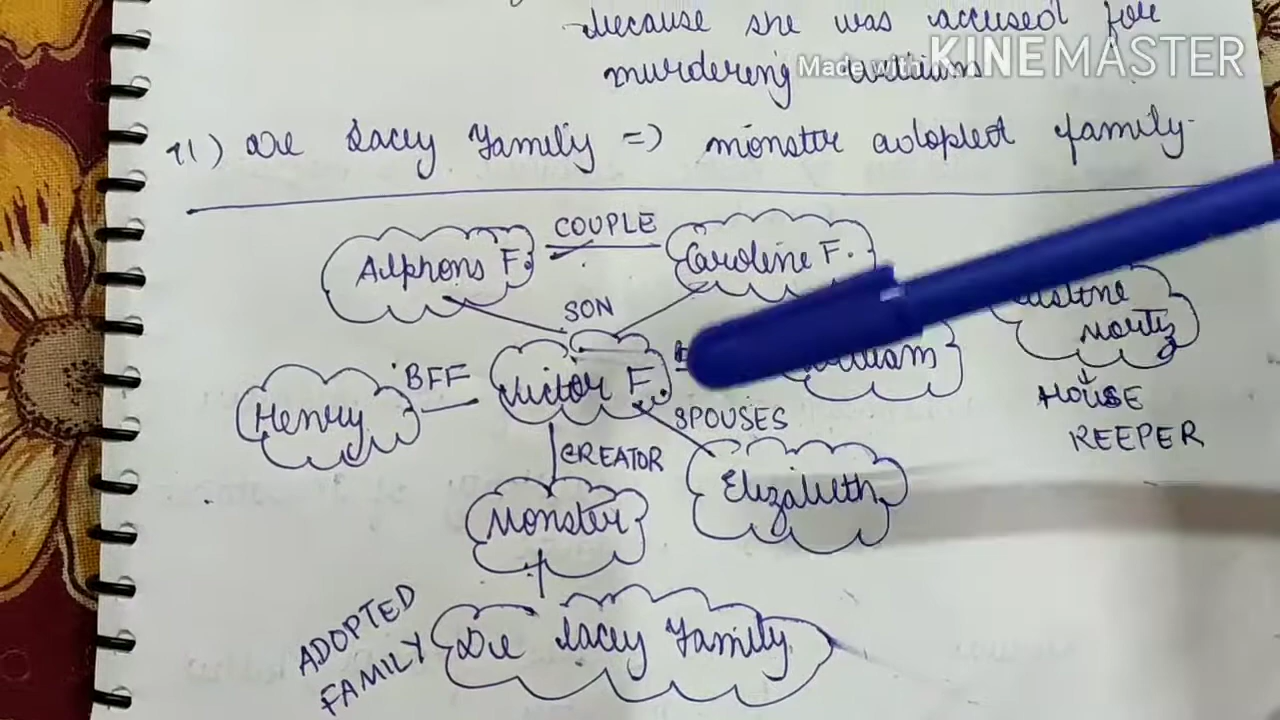 because she was accused for
murdering William
Made with KINEMASTER
11) De Lacey Family => monster adopted family.
COUPLE
Alphons F.
Caroline F.
SON
Moritz
BFF
Victor F.
William
Henry
HOUSE
KEEPER
SPOUSES
CREATOR
Elizabeth
Monster
ADOPTED
FAMILY
De Lacey Family